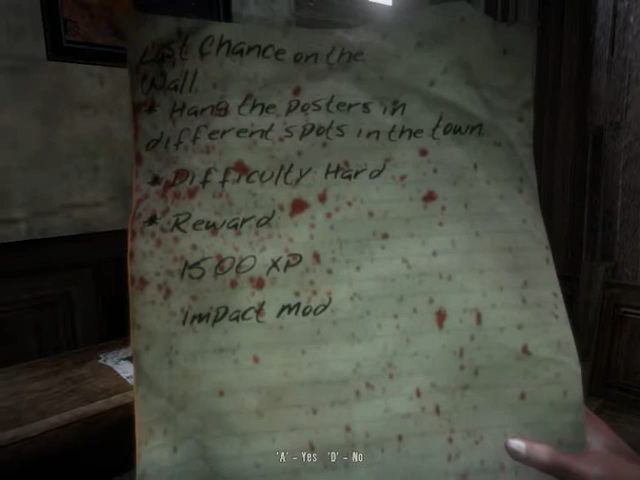 Last Chance on the
Wall
* Hang the posters in
different spots in the town
* Difficulty Hard
* Reward
1500 XP
impact mod
'A' - Yes 'D' - No